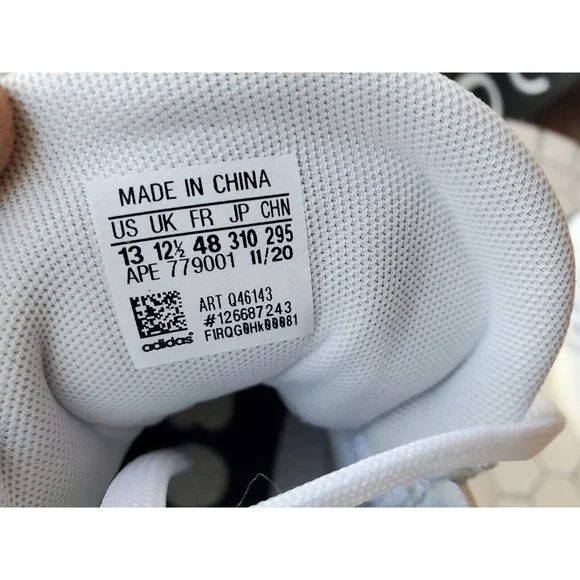 MADE IN CHINA
US UK FR JP CHN
13 12½ 48 310 295
APE 779001 11/20
ART Q46143
#126687243
F1RQG0Hk00081
adidas